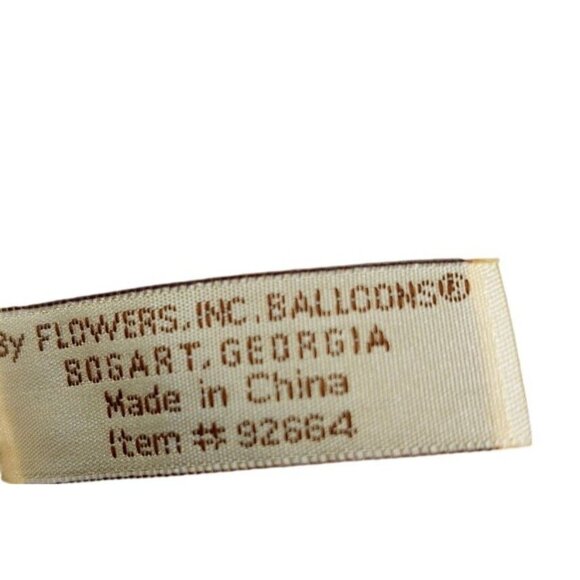 By FLOWERS, INC. BALLOONS®
BOGART, GEORGIA
Made in China
Item # 92664